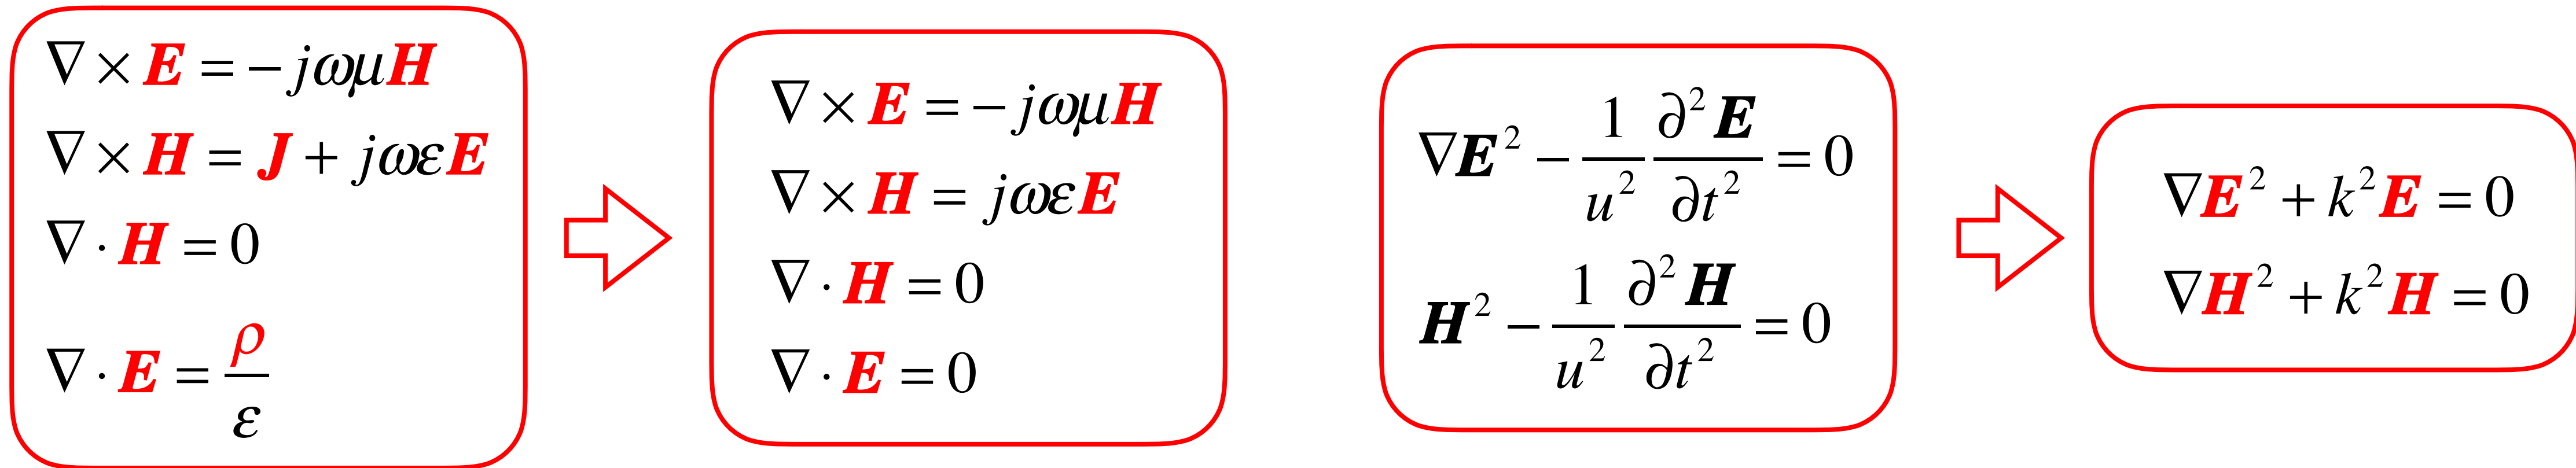 ∇ × E = −jωμH
∇ × H = J + jωεE
∇ · H = 0
∇ · E = ρ/ε
∇ × E = −jωμH
∇ × H = jωεE
∇ · H = 0
∇ · E = 0
∇E² − 1/u² ∂²E/∂t² = 0
H² − 1/u² ∂²H/∂t² = 0
∇E² + k²E = 0
∇H² + k²H = 0